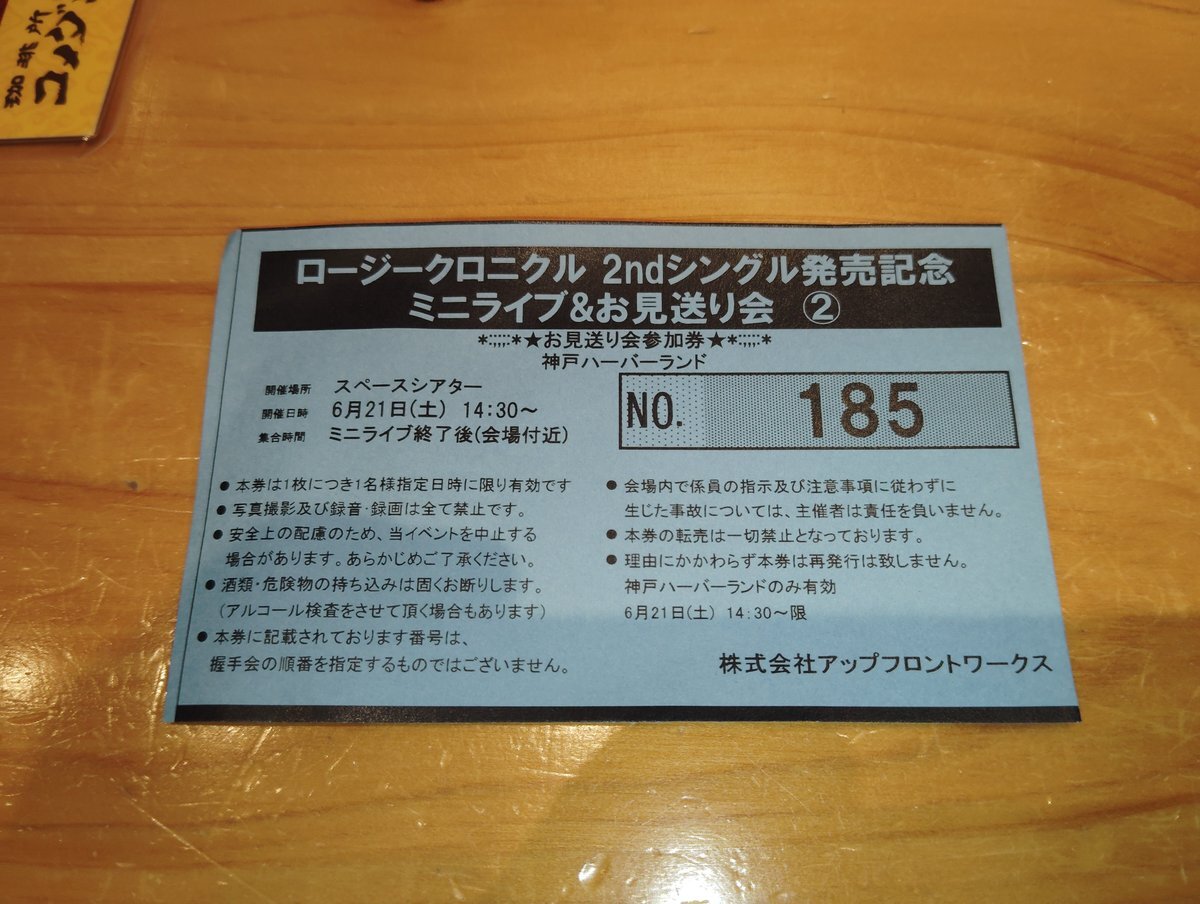 珈琲所
コメダ
ロージークロニクル 2ndシングル発売記念
ミニライブ&お見送り会 ②
*:;;;:*★お見送り会参加券★*:;;;:*
神戸ハーバーランド
開催場所 スペースシアター
開催日時 6月21日(土) 14:30～
集合時間 ミニライブ終了後(会場付近)
NO. 185
● 本券は1枚につき1名様指定日時に限り有効です
● 写真撮影及び録音・録画は全て禁止です。
● 安全上の配慮のため、当イベントを中止する
場合があります。あらかじめご了承ください。
● 酒類・危険物の持ち込みは固くお断りします。
(アルコール検査をさせて頂く場合もあります)
● 本券に記載されております番号は、
握手会の順番を指定するものではございません。
● 会場内で係員の指示及び注意事項に従わずに
生じた事故については、主催者は責任を負いません。
● 本券の転売は一切禁止となっております。
● 理由にかかわらず本券は再発行は致しません。
神戸ハーバーランドのみ有効
6月21日(土) 14:30～限
株式会社アップフロントワークス